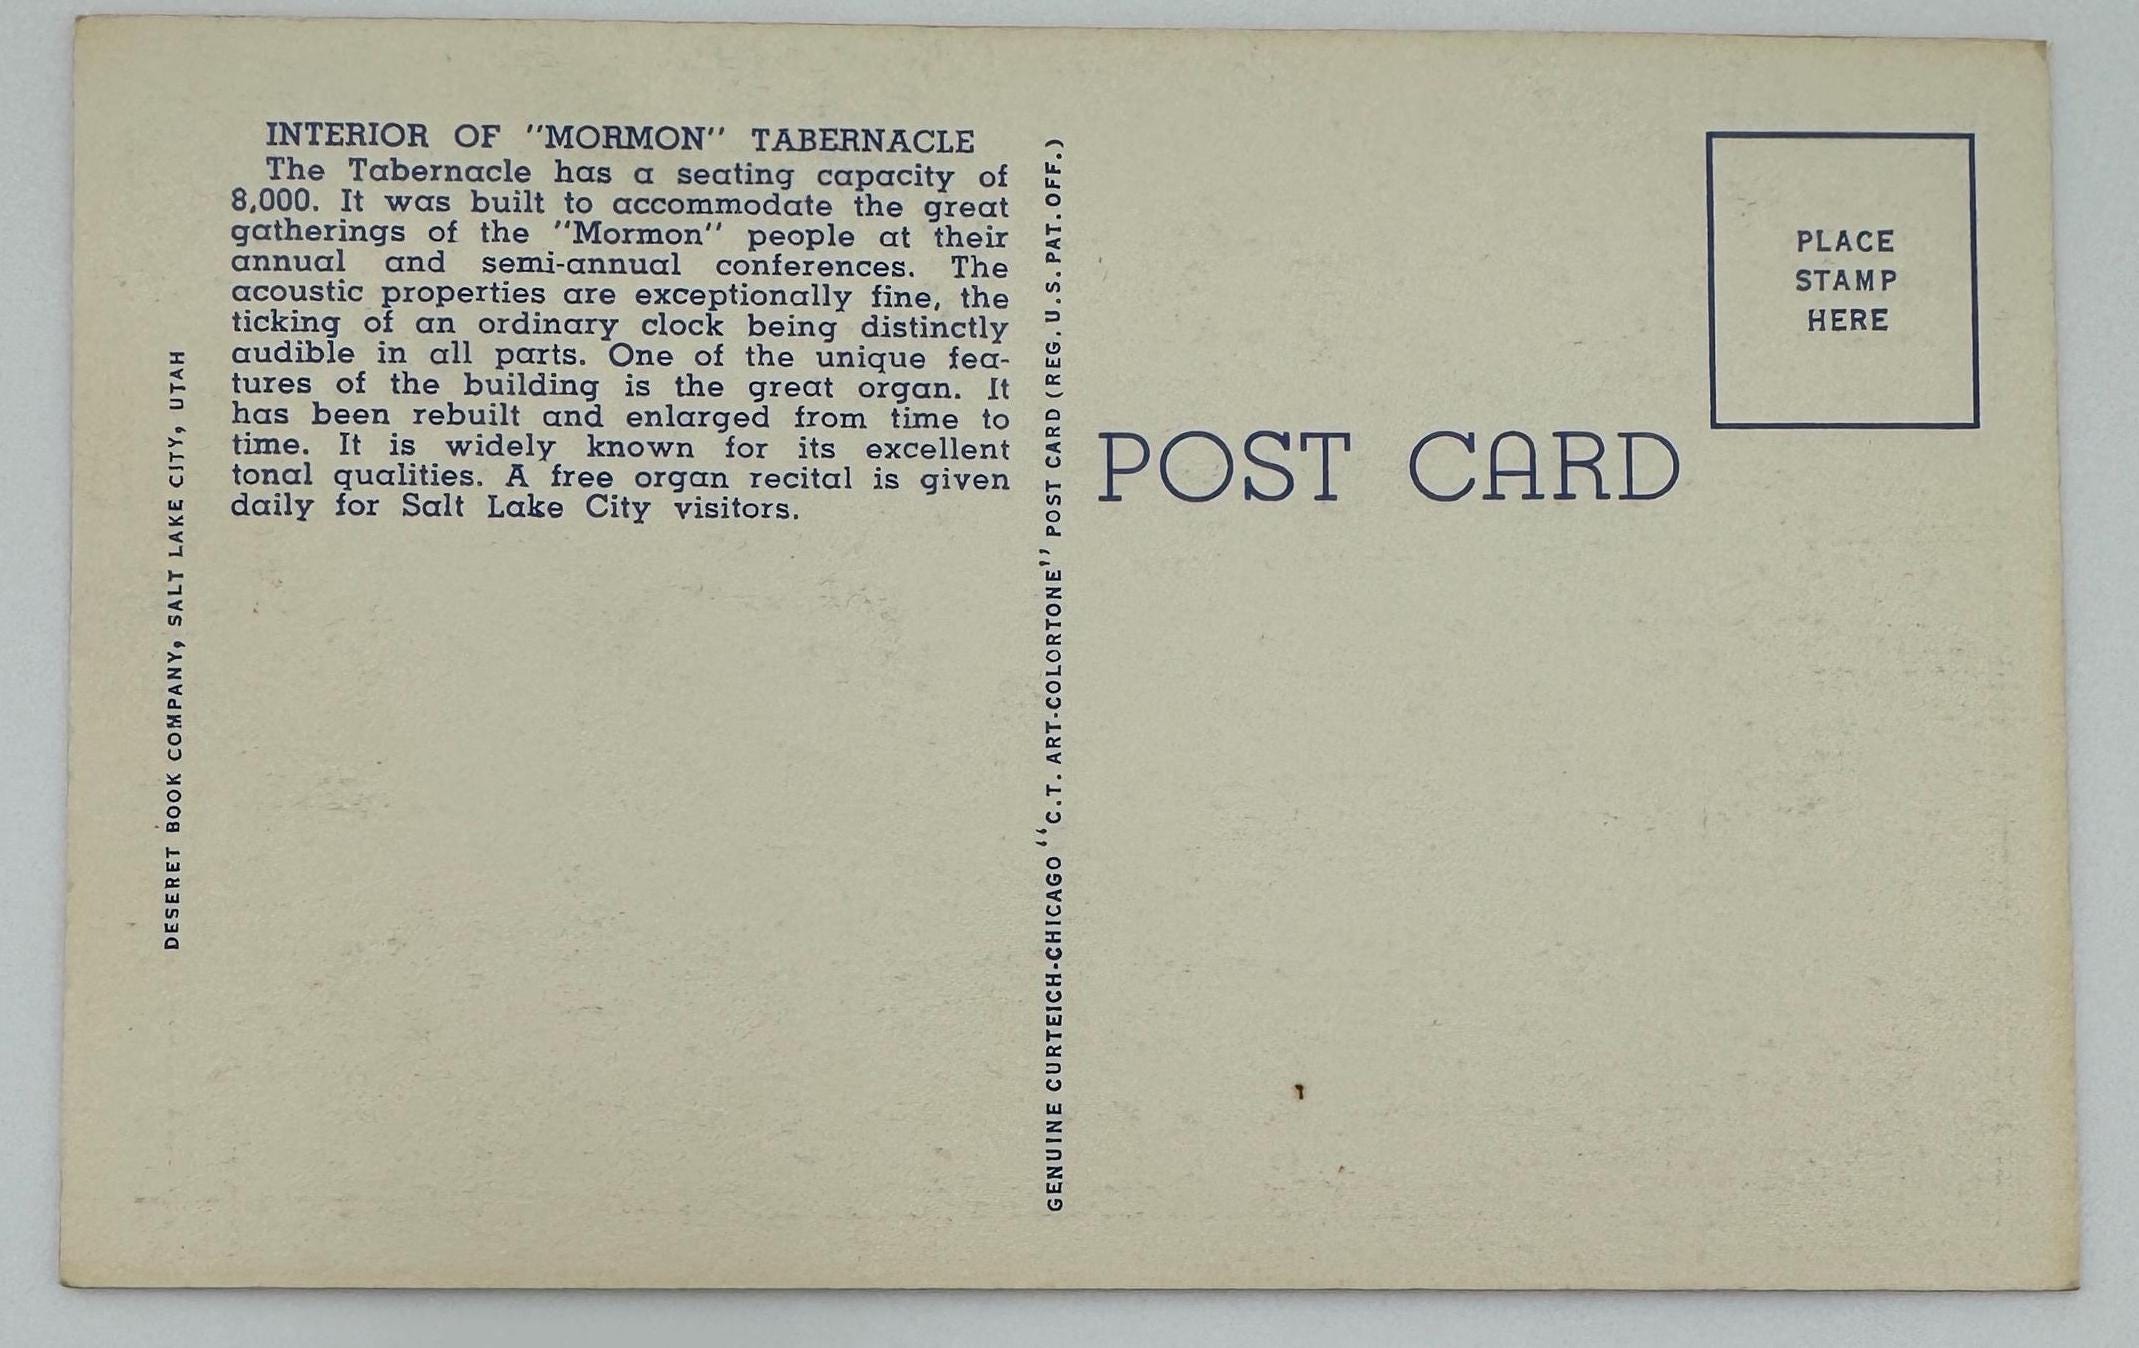 INTERIOR OF "MORMON" TABERNACLE
The Tabernacle has a seating capacity of
8,000. It was built to accommodate the great
gatherings of the "Mormon" people at their
annual and semi-annual conferences. The
acoustic properties are exceptionally fine, the
ticking of an ordinary clock being distinctly
audible in all parts. One of the unique fea-
tures of the building is the great organ. It
has been rebuilt and enlarged from time to
time. It is widely known for its excellent
tonal qualities. A free organ recital is given
daily for Salt Lake City visitors.
DESERET BOOK COMPANY, SALT LAKE CITY, UTAH
GENUINE CURTEICH-CHICAGO "C.T. ART-COLORTONE" POST CARD (REG. U.S. PAT. OFF.)
POST CARD
PLACE
STAMP
HERE